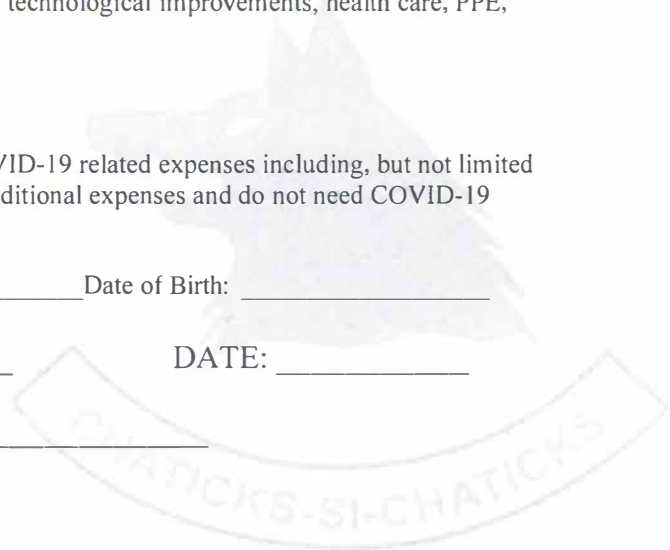 technological improvements, health care, PPE,
VID-19 related expenses including, but not limited
ditional expenses and do not need COVID-19
Date of Birth:
DATE:
CHATICKS-SI-CHATICKS